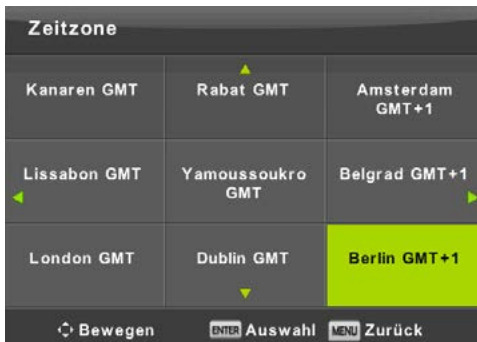 Zeitzone
Kanaren GMT
Rabat GMT
Amsterdam
GMT+1
Lissabon GMT
Yamoussoukro
GMT
Belgrad GMT+1
London GMT
Dublin GMT
Berlin GMT+1
Bewegen
ENTER Auswahl
MENU Zurück